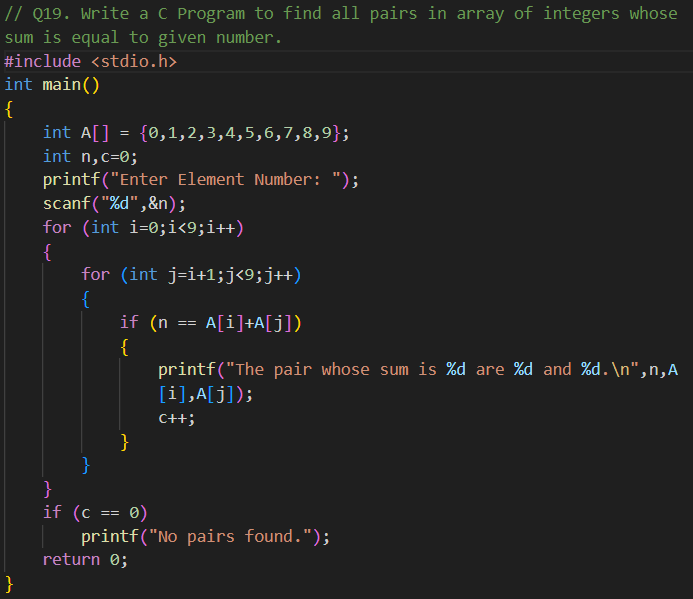 // Q19. Write a C Program to find all pairs in array of integers whose
sum is equal to given number.
#include <stdio.h>
int main()
{
    int A[] = {0,1,2,3,4,5,6,7,8,9};
    int n,c=0;
    printf("Enter Element Number: ");
    scanf("%d",&n);
    for (int i=0;i<9;i++)
    {
        for (int j=i+1;j<9;j++)
        {
            if (n == A[i]+A[j])
            {
                printf("The pair whose sum is %d are %d and %d.\n",n,A
                [i],A[j]);
                c++;
            }
        }
    }
    if (c == 0)
        printf("No pairs found.");
    return 0;
}